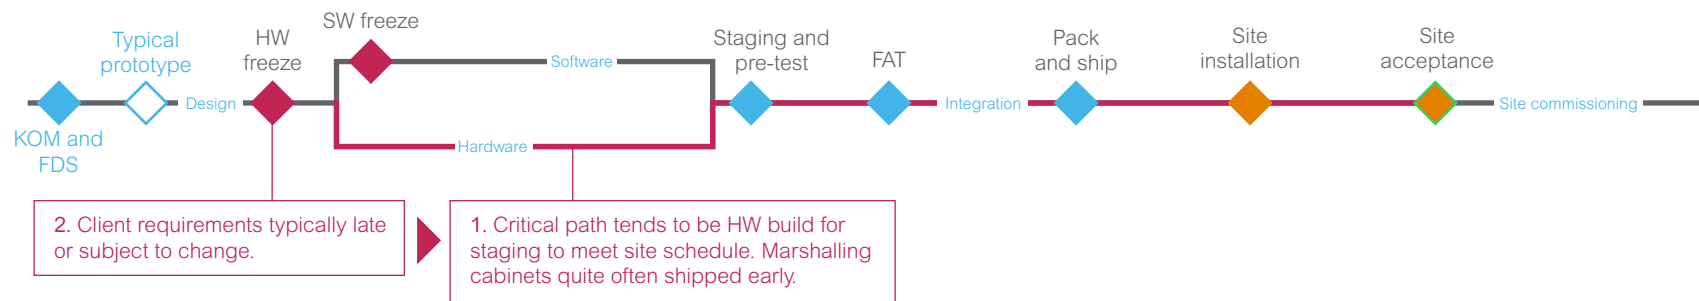 SW freeze
Typical
prototype
HW
freeze
Staging and
pre-test
FAT
Pack
and ship
Site
installation
Site
acceptance
Software
Design
Integration
Site commissioning
KOM and
FDS
Hardware
2. Client requirements typically late
or subject to change.
1. Critical path tends to be HW build for
staging to meet site schedule. Marshalling
cabinets quite often shipped early.